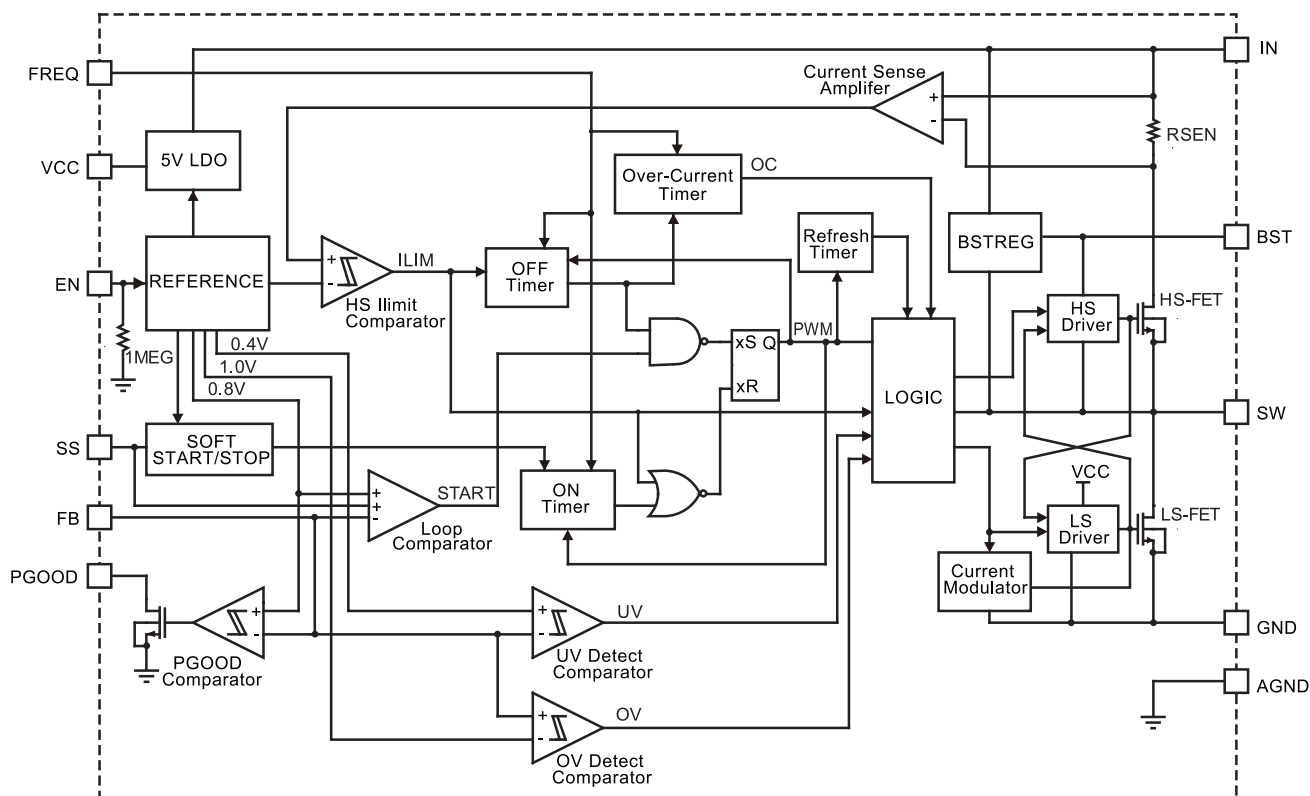 IN
FREQ
Current Sense
Amplifer
+
-
RSEN
VCC
5V LDO
Over-Current
Timer
OC
Refresh
Timer
BSTREG
BST
EN
REFERENCE
+
-
ILIM
HS Ilimit
Comparator
OFF
Timer
HS
Driver
HS-FET
1MEG
0.4V
1.0V
0.8V
xS Q
xR
PWM
LOGIC
SW
SS
SOFT
START/STOP
VCC
FB
+
+
-
START
Loop
Comparator
ON
Timer
LS
Driver
LS-FET
PGOOD
Current
Modulator
+
-
PGOOD
Comparator
+
-
UV
UV Detect
Comparator
GND
AGND
+
-
OV
OV Detect
Comparator